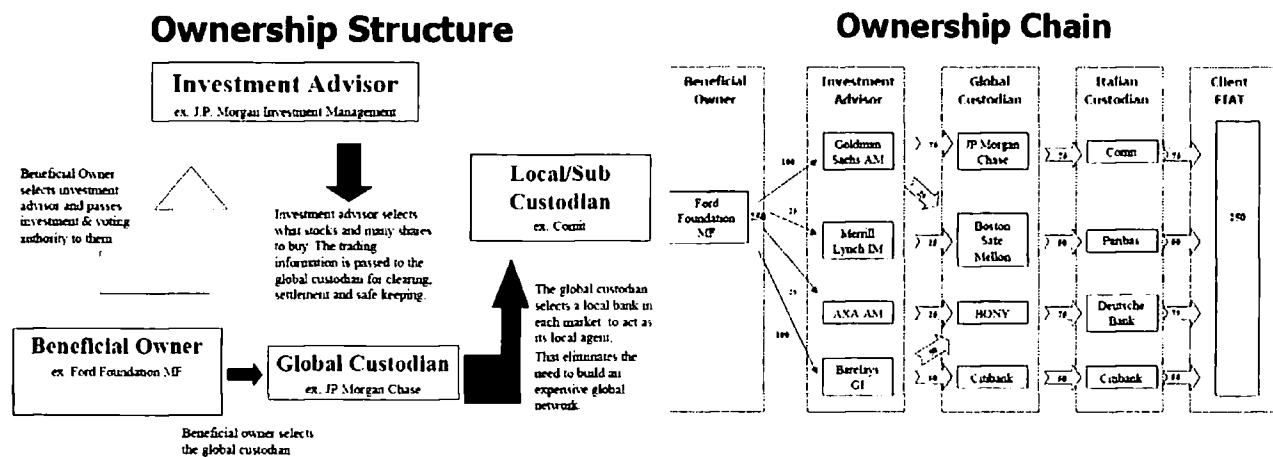 Ownership Structure
Investment Advisor
ex. J.P. Morgan Investment Management
Beneficial Owner
selects investment
advisor and passes
investment & voting
authority to them
Investment advisor selects
what stocks and many shares
to buy. The trading
information is passed to the
global custodian for clearing,
settlement and safe keeping.
Local/Sub
Custodian
ex. Comit
The global custodian
selects a local bank in
each market to act as
its local agent.
That eliminates the
need to build an
expensive global
network.
Beneficial Owner
ex. Ford Foundation MF
Global Custodian
ex. JP Morgan Chase
Beneficial owner selects
the global custodian
Ownership Chain
Beneficial
Owner
Investment
Advisor
Global
Custodian
Italian
Custodian
Client
FIAT
Ford
Foundation
MF
250
100
25
25
100
Goldman
Sachs AM
Merrill
Lynch IM
AXA AM
Barclays
GI
JP Morgan
Chase
Boston
Sate
Mellon
BONY
Citibank
Comit
Paribas
Deutsche
Bank
Citibank
250